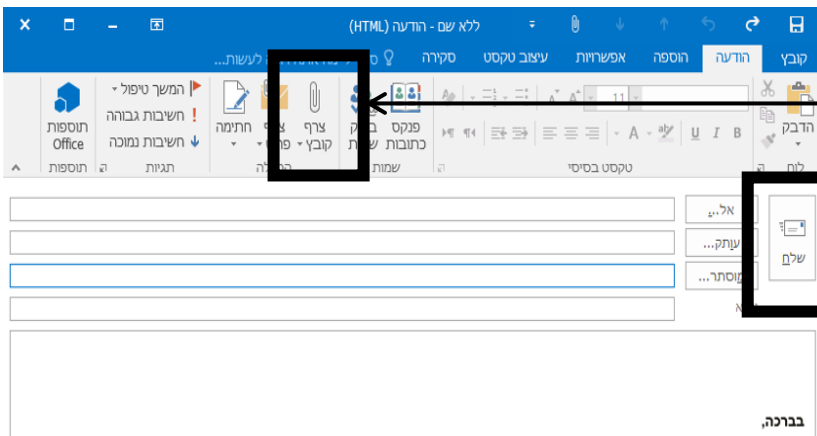 ללא שם - הודעה (HTML)
קובץ הודעה הוספה אפשרויות עיצוב טקסט סקירה לעשות...
הדבק
11
B I U
פנקס כתובות
צרף קובץ
חתימה
המשך טיפול
חשיבות גבוהה
חשיבות נמוכה
תוספות Office
לוח טקסט בסיסי שמות תגיות תוספות
שלח
אל...
עותק...
מוסתר...
בברכה,